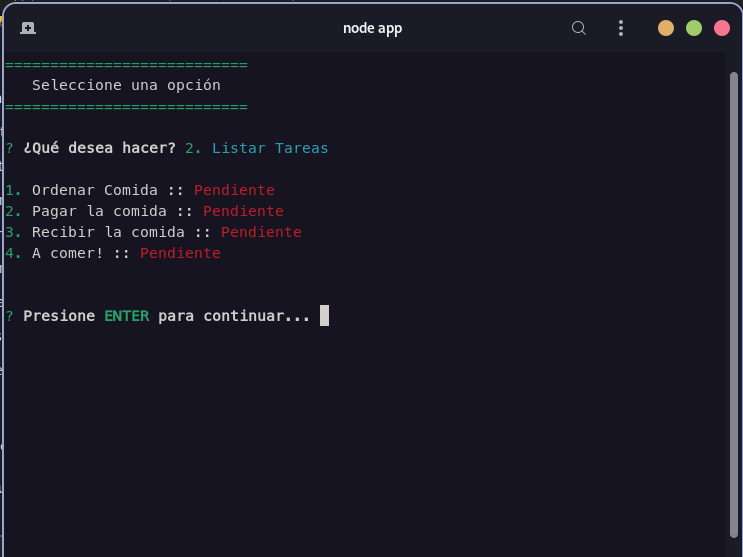 node app
===========================
Seleccione una opción
===========================
? ¿Qué desea hacer? 2. Listar Tareas
1. Ordenar Comida :: Pendiente
2. Pagar la comida :: Pendiente
3. Recibir la comida :: Pendiente
4. A comer! :: Pendiente
? Presione ENTER para continuar...